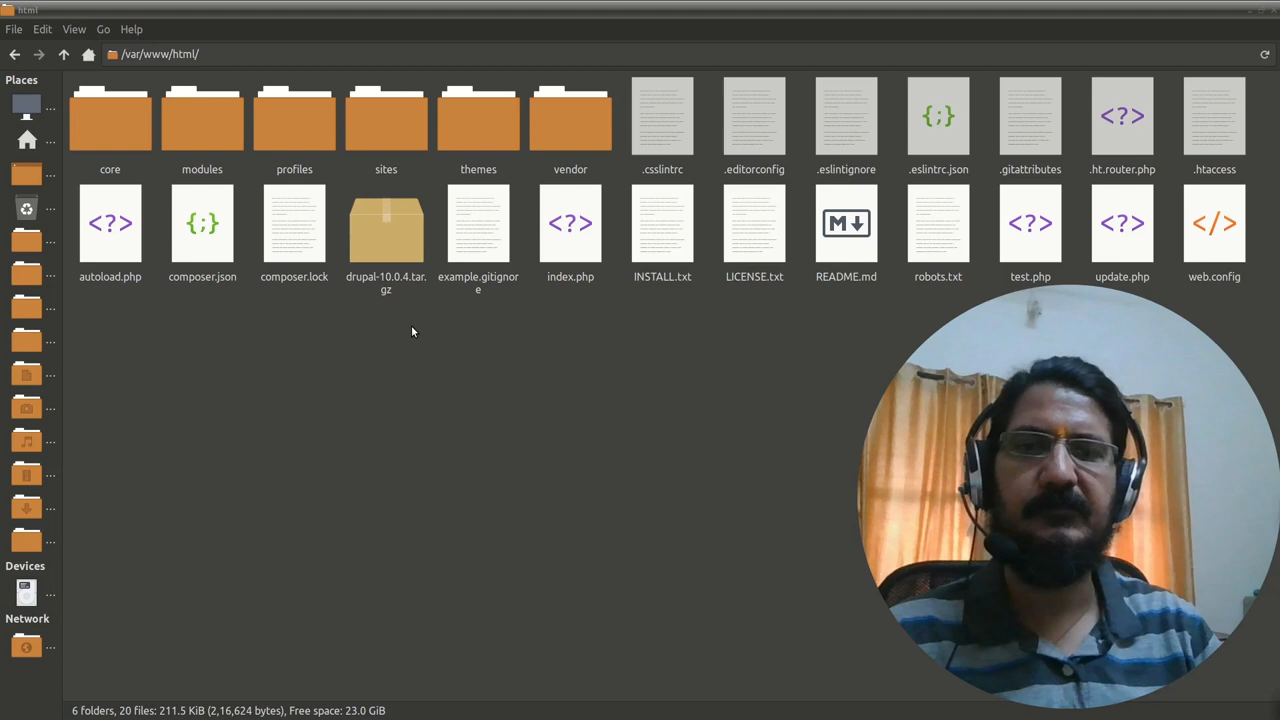 html
File Edit View Go Help
/var/www/html/
Places
...
...
...
...
...
...
...
...
...
...
...
...
...
...
Devices
...
Network
...
core modules profiles sites themes vendor .csslintrc .editorconfig .eslintignore .eslintrc.json .gitattributes .ht.router.php .htaccess
<?> {;} M <?> <?> </>
autoload.php composer.json composer.lock drupal-10.0.4.tar. example.gitignor index.php INSTALL.txt LICENSE.txt README.md robots.txt test.php update.php web.config
gz e
6 folders, 20 files: 211.5 KiB (2,16,624 bytes), Free space: 23.0 GiB